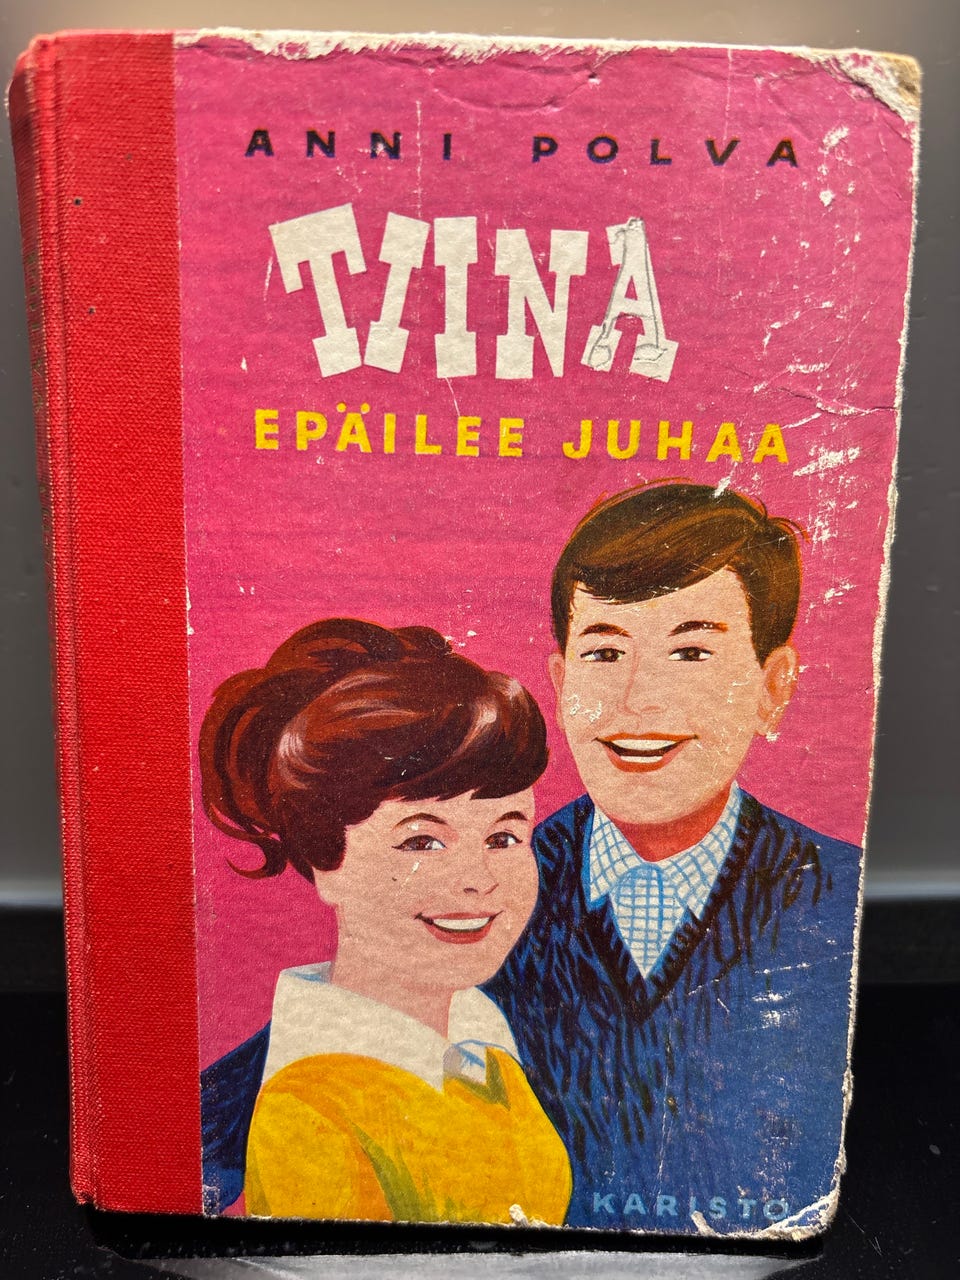 ANNI POLVA
TIINA
EPÄILEE JUHAA
KARISTO